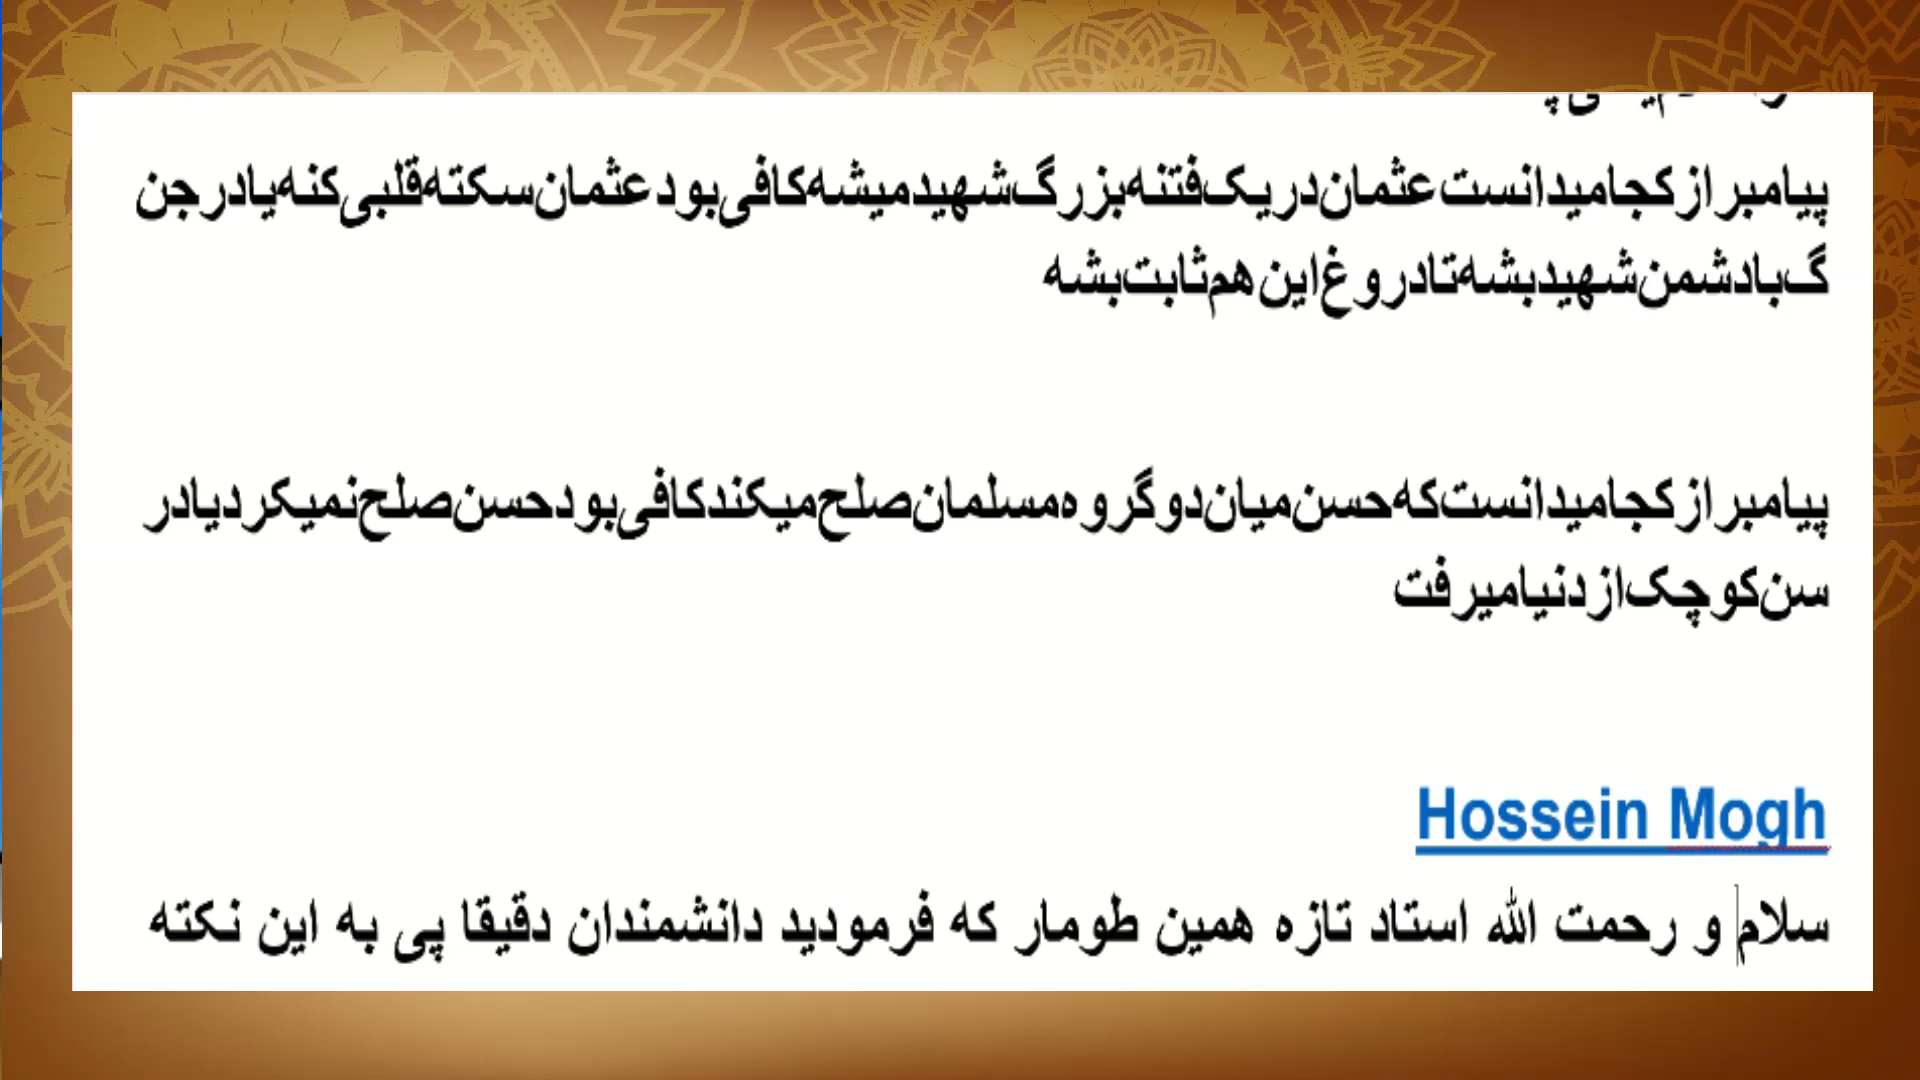 پیامبر از کجا میدانست عثمان در یک فتنه بزرگ شهید میشه کافی بود عثمان سکته قلبی کنه یا در جن
گ با دشمن شهید بشه تا دروغ این هم ثابت بشه
پیامبر از کجا میدانست که حسن میان دو گروه مسلمان صلح میکند کافی بود حسن صلح نمیکرد یا در
سن کوچک از دنیا میرفت
Hossein Mogh
سلام و رحمت الله استاد تازه همین طومار که فرمودید دانشمندان دقیقا پی به این نکته